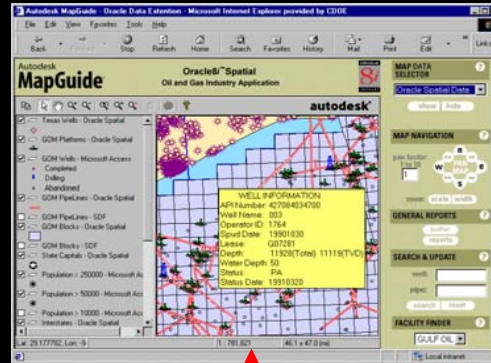 Autodesk MapGuide - Oracle Data Extention - Microsoft Internet Explorer provided by CDOE
File Edit View Favorites Tools Help
Back Stop Refresh Home Search Favorites History Mail Print Edit
Autodesk
MapGuide
Oracle8i™Spatial
Oil and Gas Industry Application
8i
autodesk
Texas Wells - Oracle Spatial
GOM Platforms - Oracle Spatial
GOM Wells - Microsoft Access
Completed
Drilling
Abandoned
GOM PipeLines - Oracle Spatial
GOM PipeLines - SDF
GOM Blocks - Oracle Spatial
GOM Blocks - SDF
State Capitals - Oracle Spatial
Population > 250000 - Microsoft Ac
Population > 50000 - Microsoft Acc
Population > 10000 - Microsoft Acc
Interstates - Oracle Spatial
WELL INFORMATION
API Number: 427084034700
Well Name: 003
Operator ID: 1764
Spud Date: 19901030
Lease: G07281
Depth: 11928(Total) 11119(TVD)
Water Depth: 50
Status: PA
Status Date: 19910320
MAP DATA
SELECTOR
Oracle Spatial Data
show hide
MAP NAVIGATION
pan factor
1 to 10
1
n
w
e
s
zoom: scale width
GENERAL REPORTS
reports
SEARCH & UPDATE
well:
pipe:
search reset
FACILITY FINDER
GULF OIL
Lat: 29.177782, Lon: -9
1 : 781,821
46.1 x 47.0 (mi)
Local intranet